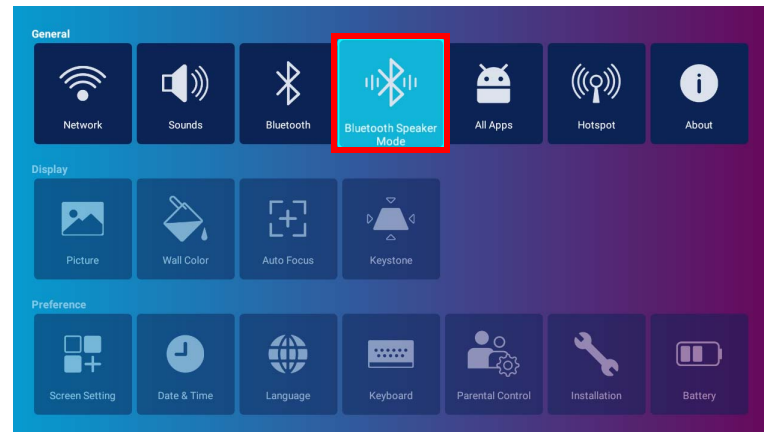 General
Network
Sounds
Bluetooth
Bluetooth Speaker
Mode
All Apps
Hotspot
About
Display
Picture
Wall Color
Auto Focus
Keystone
Preference
Screen Setting
Date & Time
Language
Keyboard
Parental Control
Installation
Battery